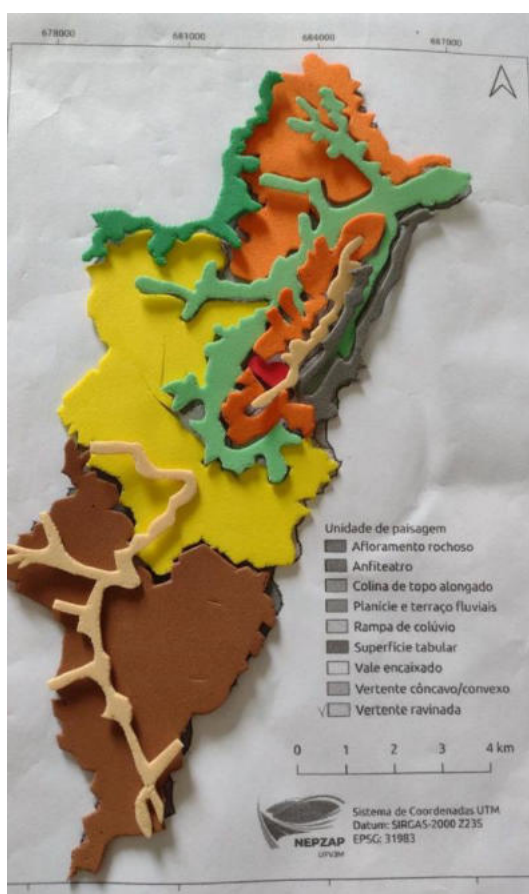 678000 681000 684000 687000
Unidade de paisagem
Afloramento rochoso
Anfiteatro
Colina de topo alongado
Planície e terraço fluviais
Rampa de colúvio
Superfície tabular
Vale encaixado
Vertente côncavo/convexo
Vertente ravinada
0 1 2 3 4 km
Sistema de Coordenadas UTM
Datum: SIRGAS-2000 Z23S
EPSG: 31983
NEPZAP
UFVJM